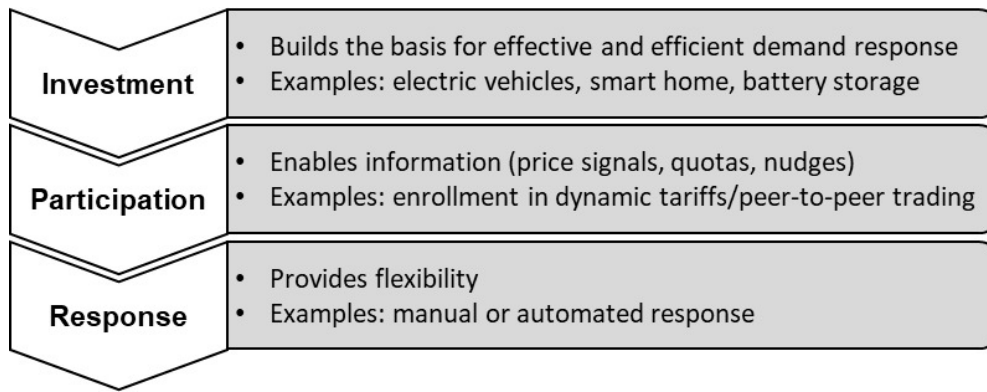 Investment
• Builds the basis for effective and efficient demand response
• Examples: electric vehicles, smart home, battery storage
Participation
• Enables information (price signals, quotas, nudges)
• Examples: enrollment in dynamic tariffs/peer-to-peer trading
Response
• Provides flexibility
• Examples: manual or automated response